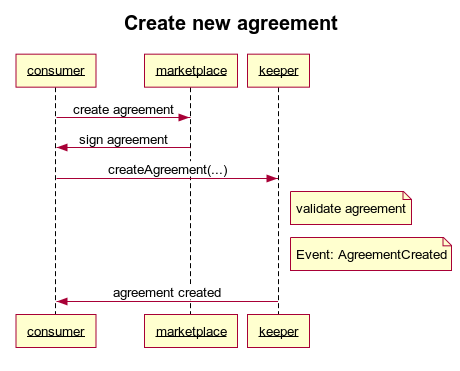 Create new agreement
consumer marketplace keeper
create agreement
sign agreement
createAgreement(...)
validate agreement
Event: AgreementCreated
agreement created
consumer marketplace keeper